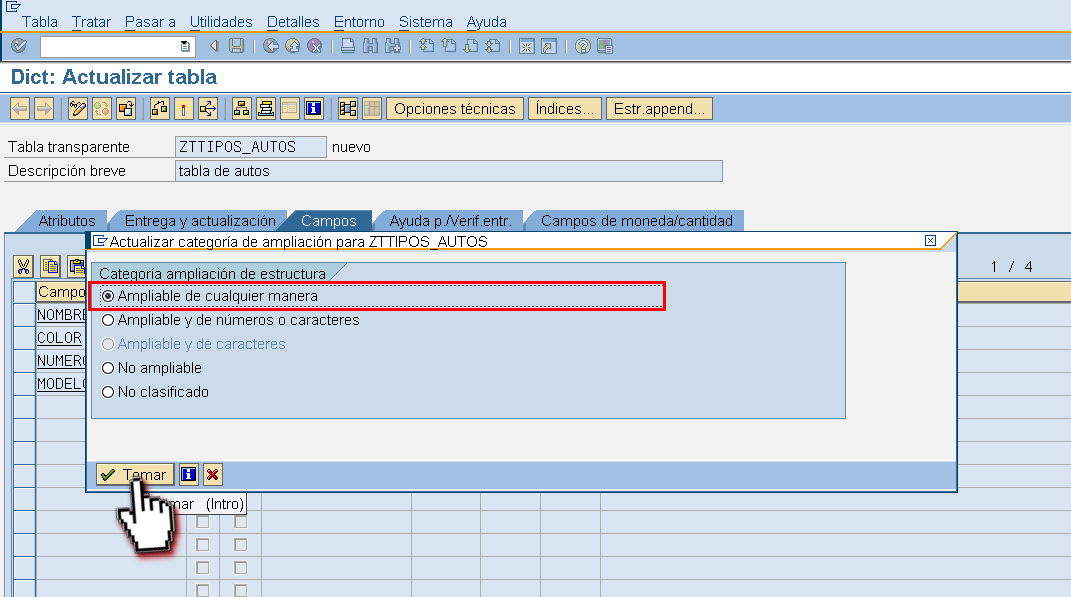 Tabla Tratar Pasar a Utilidades Detalles Entorno Sistema Ayuda
Dict: Actualizar tabla
Opciones técnicas Índices... Estr.append...
Tabla transparente ZTTIPOS_AUTOS nuevo
Descripción breve tabla de autos
Atributos Entrega y actualización Campos Ayuda p./Verif.entr. Campos de moneda/cantidad
Actualizar categoría de ampliación para ZTTIPOS_AUTOS
1 / 4
Categoría ampliación de estructura
Campo
Ampliable de cualquier manera
NOMBRE
Ampliable y de números o caracteres
COLOR
Ampliable y de caracteres
NUMERO
No ampliable
MODELO
No clasificado
Tomar
(Intro)